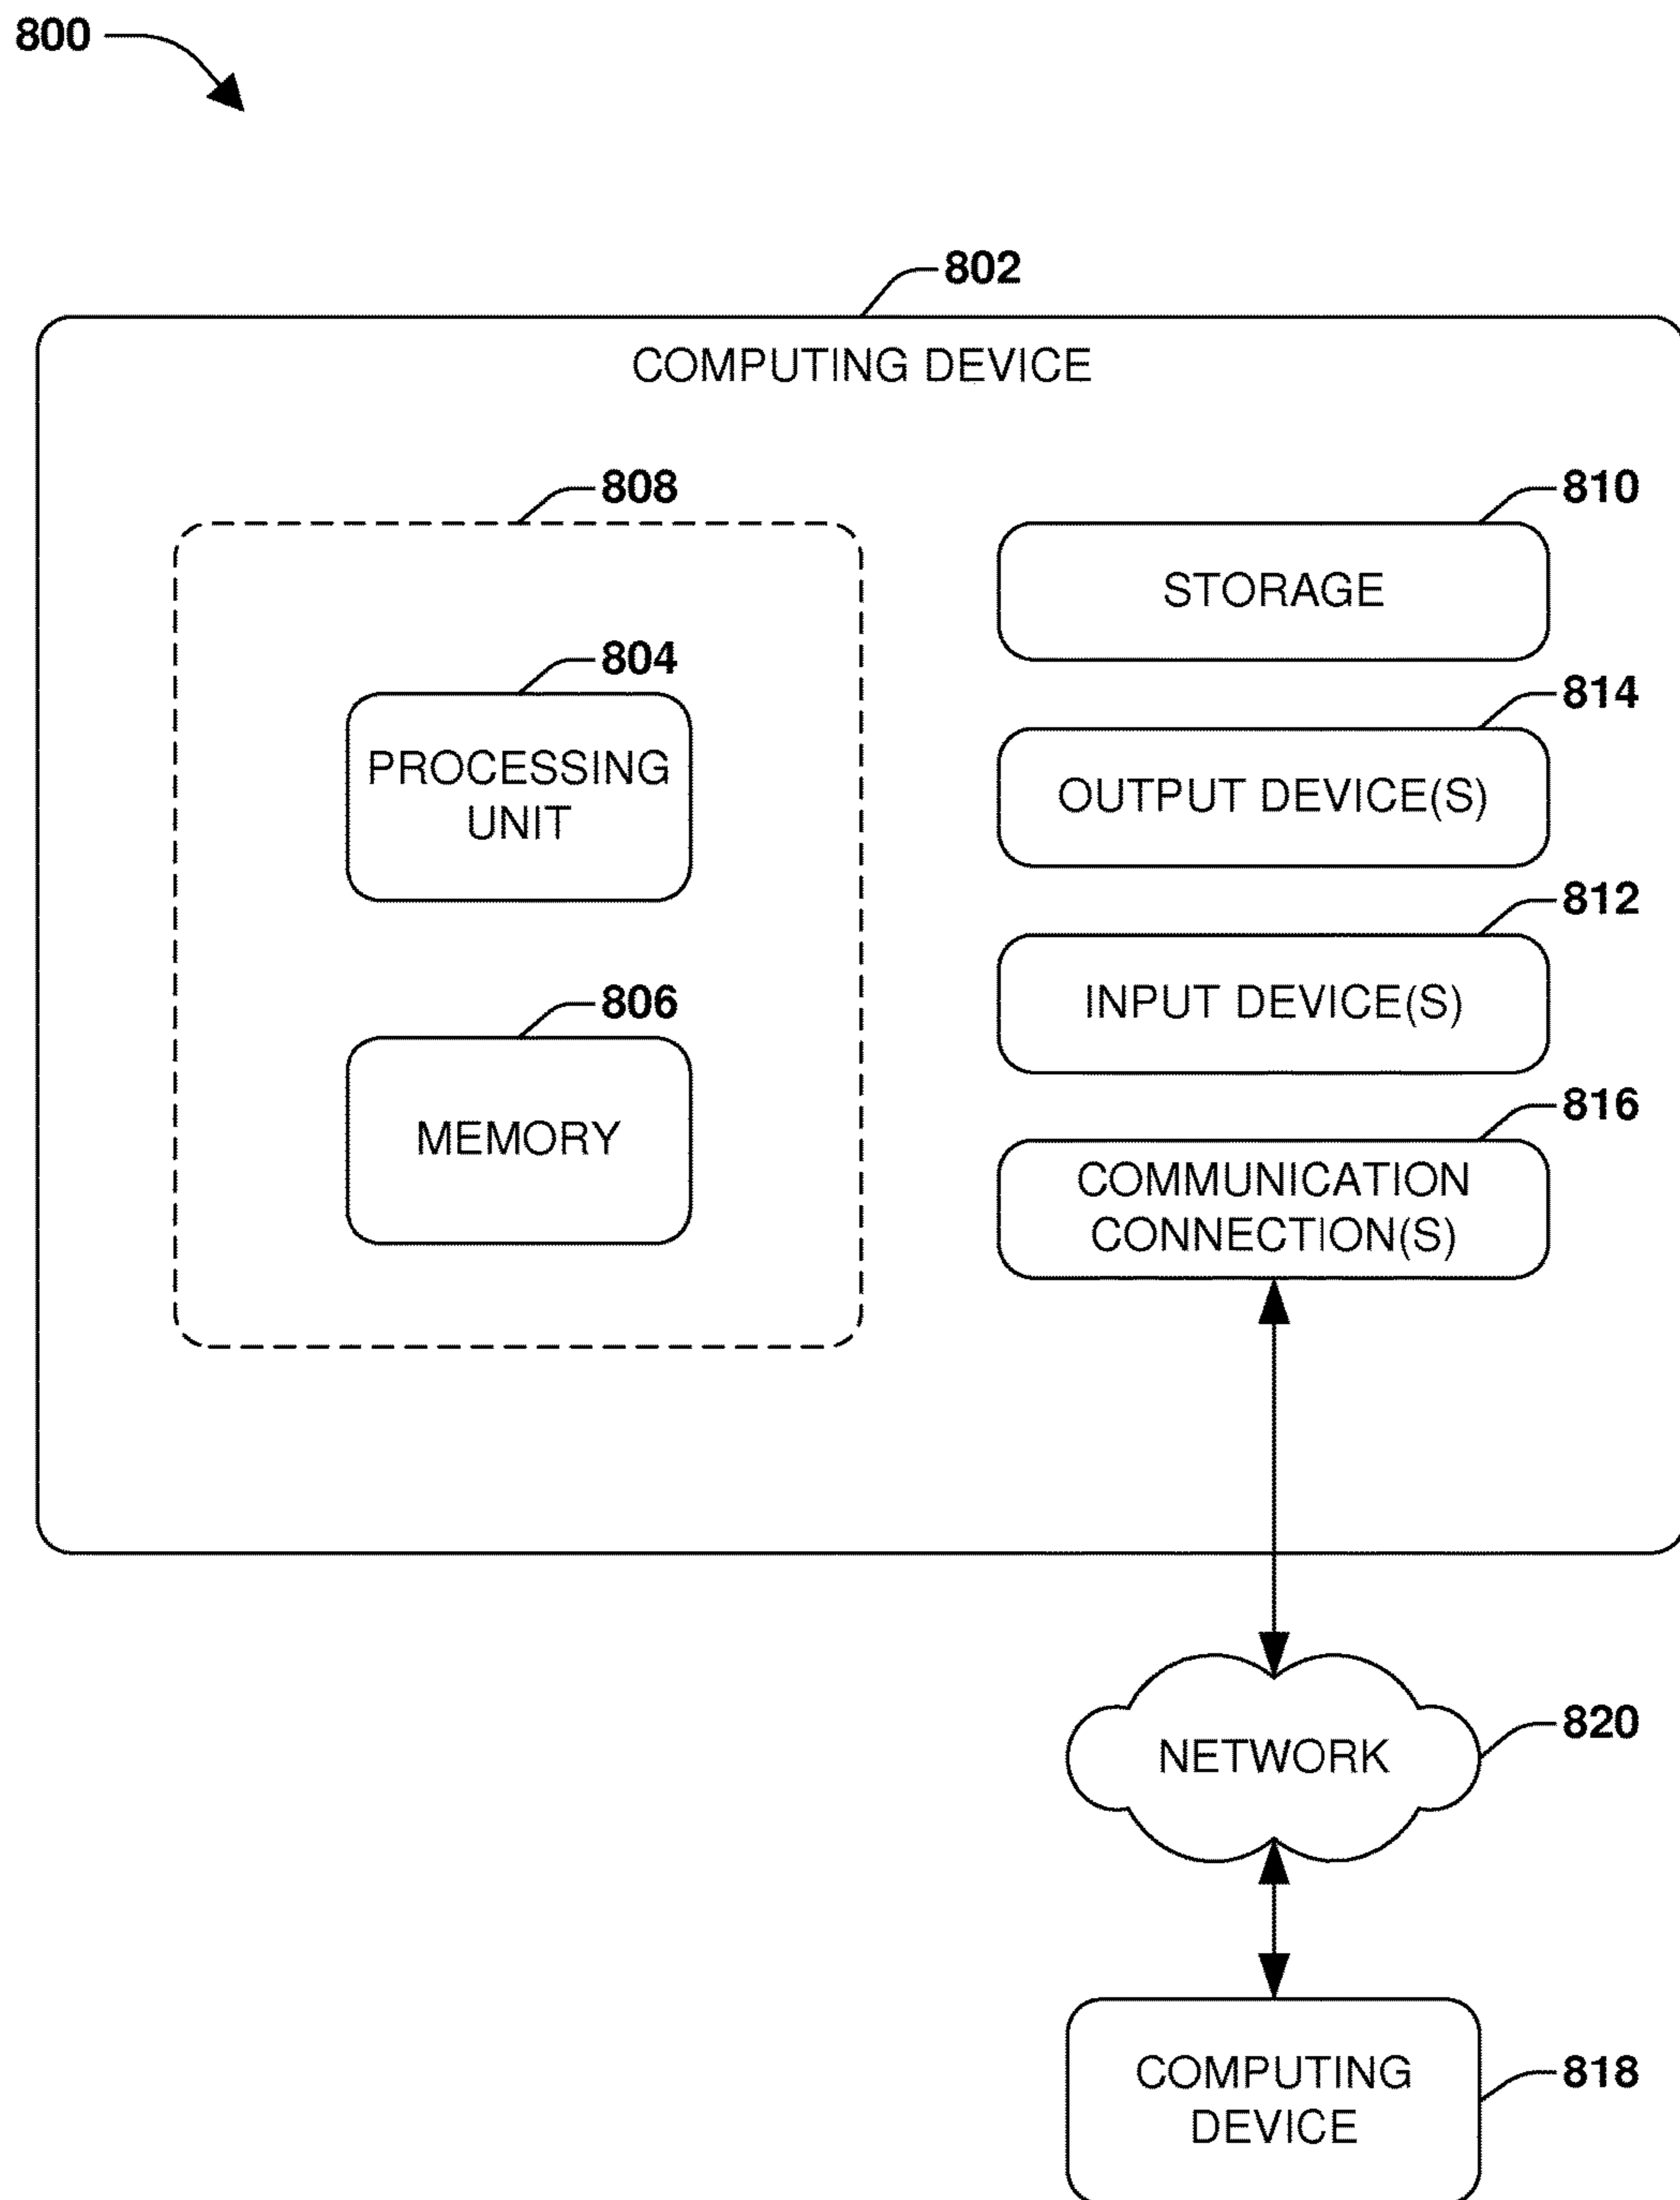 800
802
COMPUTING DEVICE
808
810
STORAGE
804
PROCESSING
UNIT
814
OUTPUT DEVICE(S)
812
INPUT DEVICE(S)
806
MEMORY
816
COMMUNICATION
CONNECTION(S)
820
NETWORK
818
COMPUTING
DEVICE